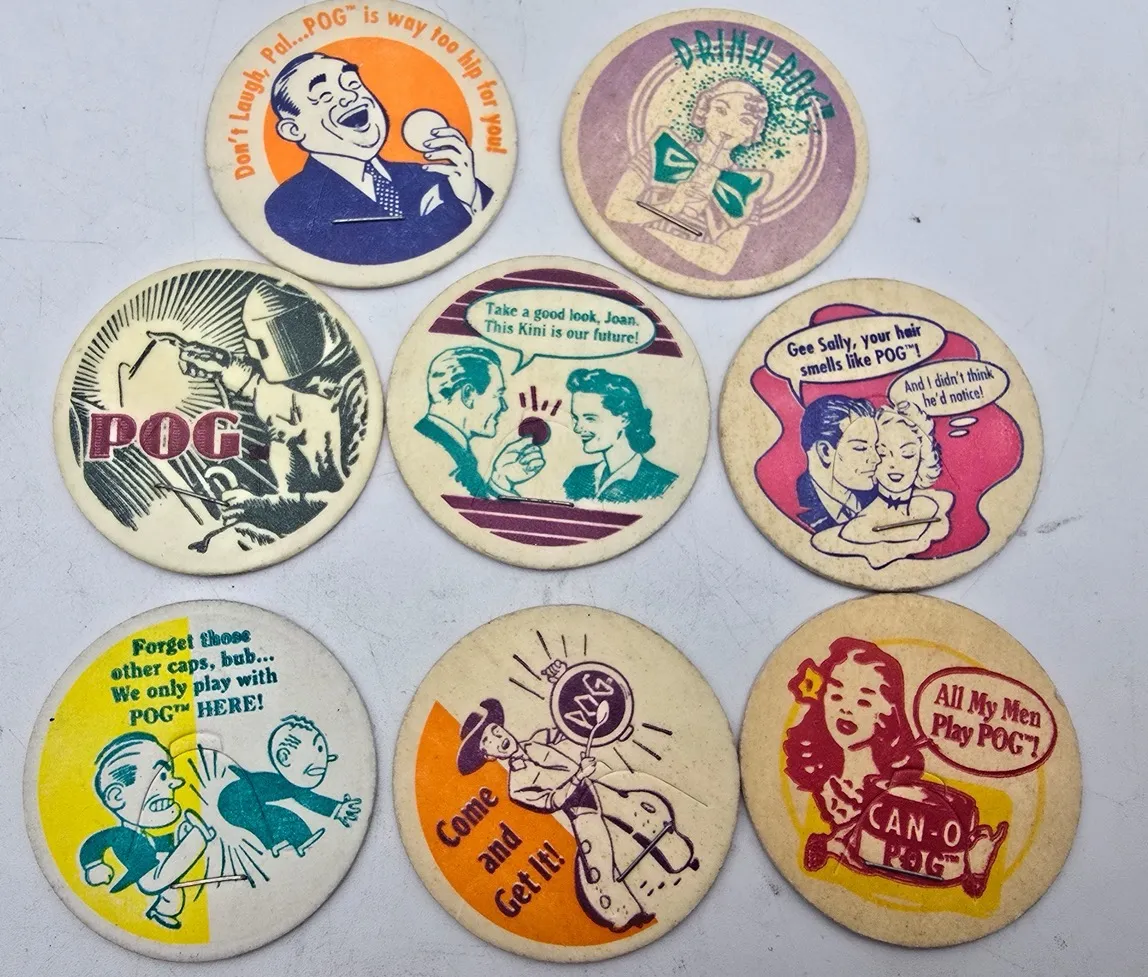 Don't Laugh, Pal...POG™ is way too hip for you!
DRINK POG™
POG
Take a good look, Joan.
This Kini is our future!
Gee Sally, your hair
smells like POG™!
And I didn't think
he'd notice!
Forget those
other caps, bub...
We only play with
POG™ HERE!
POG
Come
and
Get It!
All My Men
Play POG™!
CAN-O
POG™